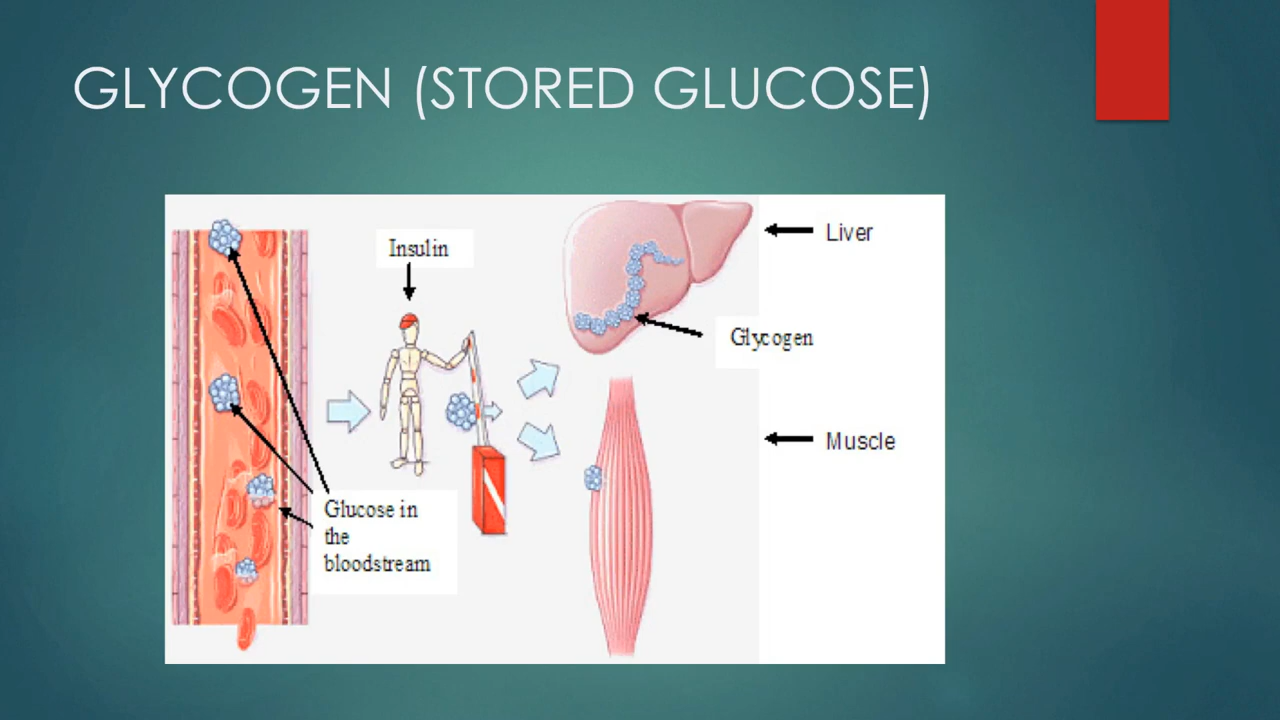 GLYCOGEN (STORED GLUCOSE)
Insulin
Liver
Glycogen
Muscle
Glucose in
the
bloodstream